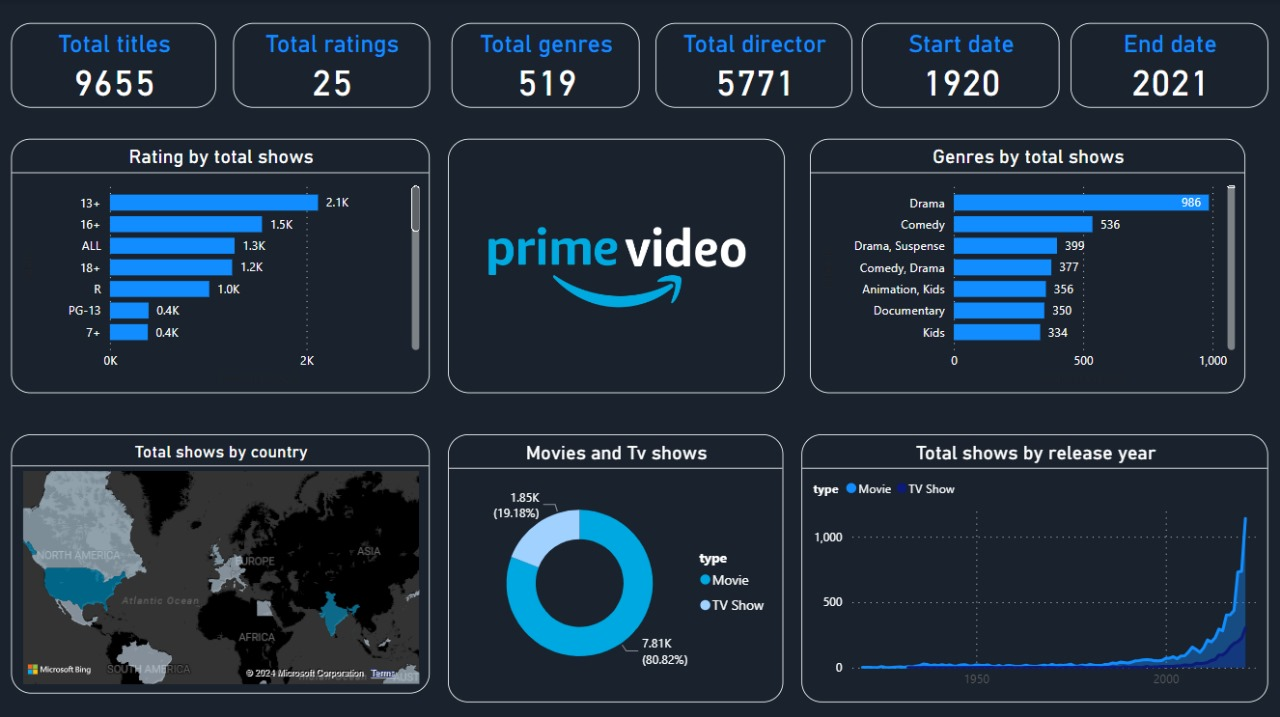 Total titles
9655
Total ratings
25
Total genres
519
Total director
5771
Start date
1920
End date
2021
Rating by total shows
13+ 2.1K
16+ 1.5K
ALL 1.3K
18+ 1.2K
R 1.0K
PG-13 0.4K
7+ 0.4K
0K 2K
prime video
Genres by total shows
Drama 986
Comedy 536
Drama, Suspense 399
Comedy, Drama 377
Animation, Kids 356
Documentary 350
Kids 334
0 500 1,000
Total shows by country
NORTH AMERICA
EUROPE
ASIA
Atlantic Ocean
AFRICA
SOUTH AMERICA
Microsoft Bing
© 2024 Microsoft Corporation Terms
Movies and Tv shows
1.85K
(19.18%)
type
Movie
TV Show
7.81K
(80.82%)
Total shows by release year
type Movie TV Show
1,000
500
0
1950 2000